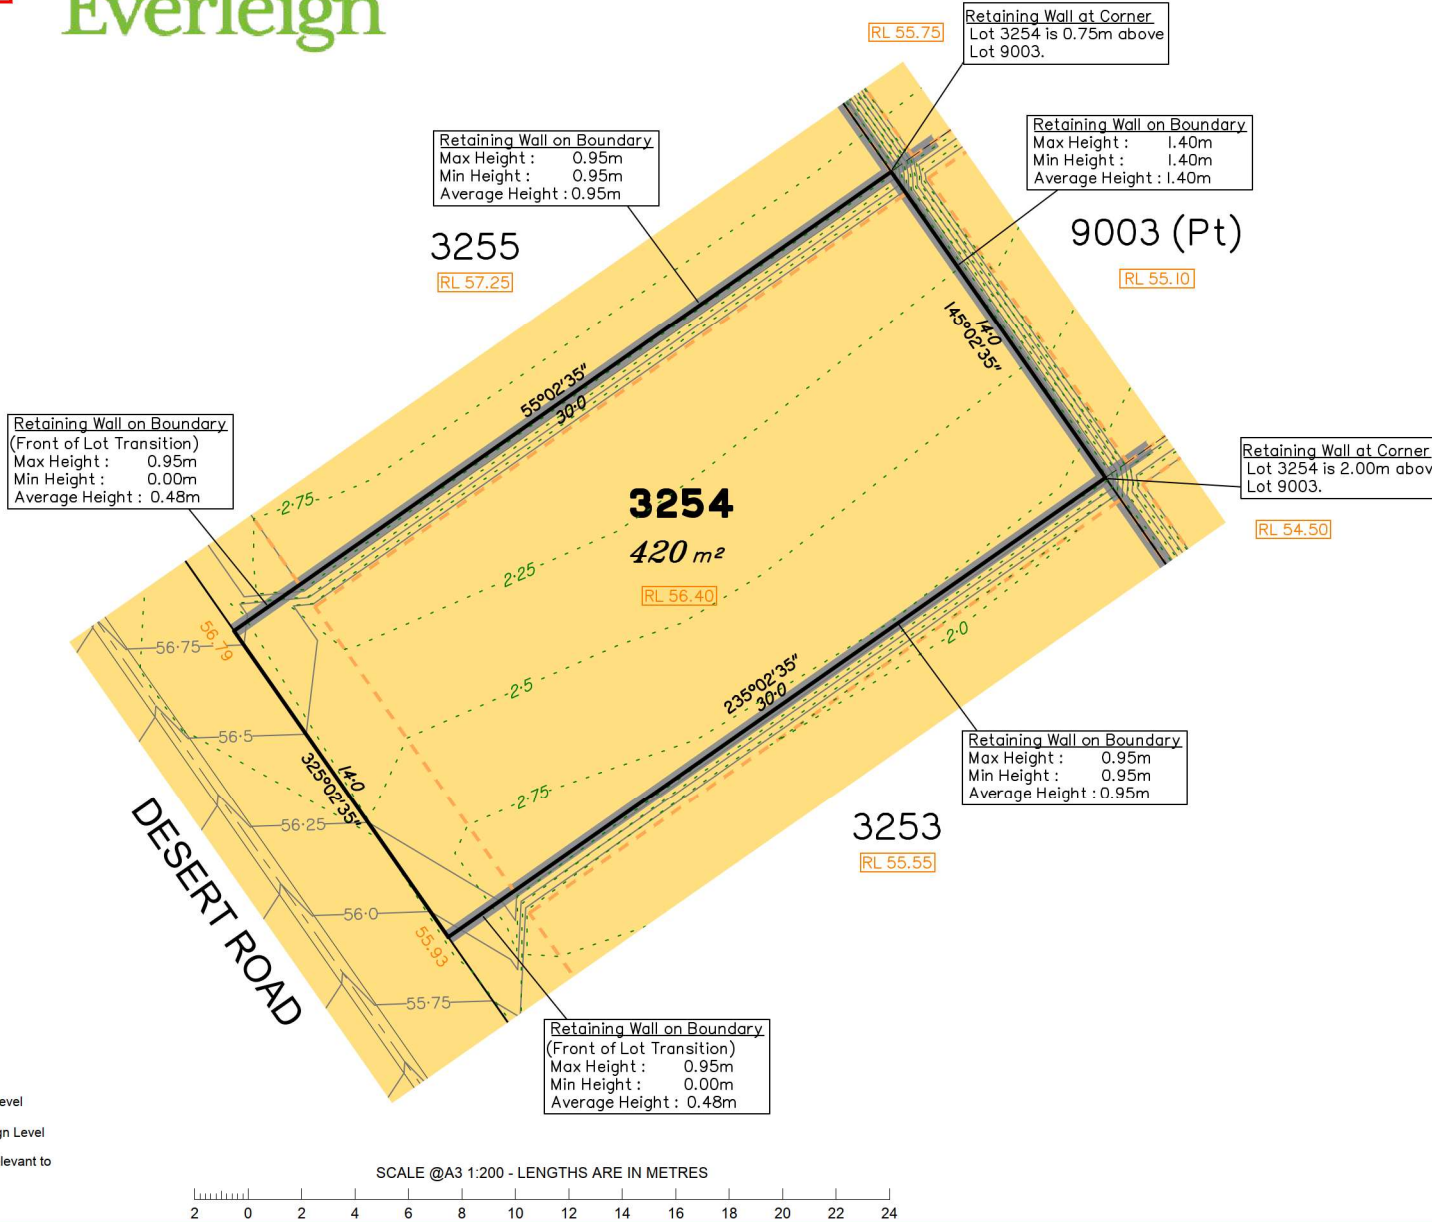 Everleigh
RL 55.75
Retaining Wall at Corner
Lot 3254 is 0.75m above
Lot 9003.
Retaining Wall on Boundary
Max Height : 1.40m
Min Height : 1.40m
Average Height : 1.40m
Retaining Wall on Boundary
Max Height : 0.95m
Min Height : 0.95m
Average Height : 0.95m
3255
RL 57.25
9003 (Pt)
RL 55.10
14·0
145°02'35"
55°02'35"
30·0
Retaining Wall on Boundary
(Front of Lot Transition)
Max Height : 0.95m
Min Height : 0.00m
Average Height : 0.48m
Retaining Wall at Corner
Lot 3254 is 2.00m abov
Lot 9003.
RL 54.50
2·75
3254
420 m²
RL 56.40
2·25
56·75
56.79
2·0
2·5
235°02'35"
30·0
56·5
14·0
325°02'35"
Retaining Wall on Boundary
Max Height : 0.95m
Min Height : 0.95m
Average Height : 0.95m
2·75
56·25
3253
RL 55.55
DESERT ROAD
56·0
55.93
55·75
Retaining Wall on Boundary
(Front of Lot Transition)
Max Height : 0.95m
Min Height : 0.00m
Average Height : 0.48m
evel
gn Level
levant to
SCALE @A3 1:200 - LENGTHS ARE IN METRES
2 0 2 4 6 8 10 12 14 16 18 20 22 24